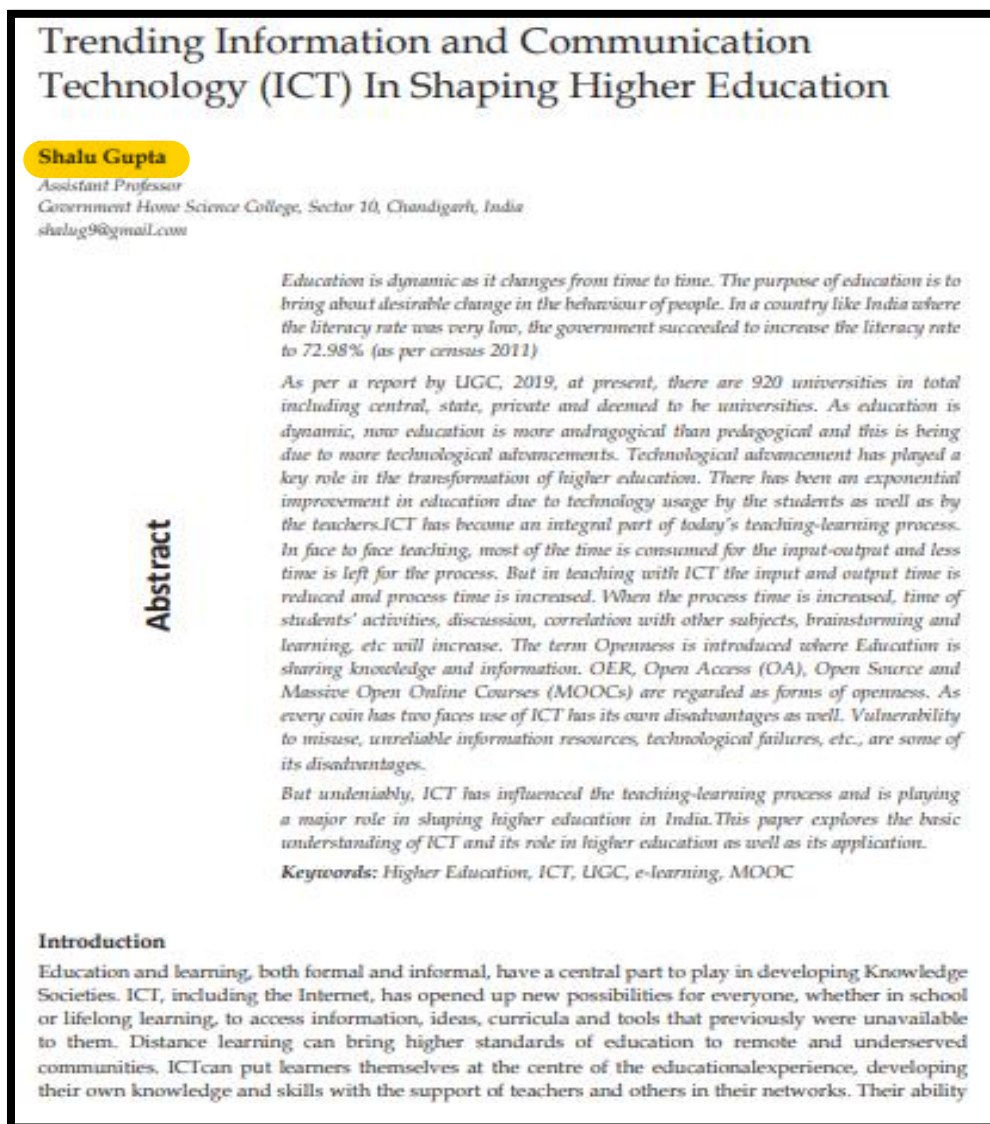 Trending Information and Communication
Technology (ICT) In Shaping Higher Education
Shalu Gupta
Assistant Professor
Government Home Science College, Sector 10, Chandigarh, India
shalug9@gmail.com
Abstract
Education is dynamic as it changes from time to time. The purpose of education is to
bring about desirable change in the behaviour of people. In a country like India where
the literacy rate was very low, the government succeeded to increase the literacy rate
to 72.98% (as per census 2011)
As per a report by UGC, 2019, at present, there are 920 universities in total
including central, state, private and deemed to be universities. As education is
dynamic, now education is more andragogical than pedagogical and this is being
due to more technological advancements. Technological advancement has played a
key role in the transformation of higher education. There has been an exponential
improvement in education due to technology usage by the students as well as by
the teachers.ICT has become an integral part of today's teaching-learning process.
In face to face teaching, most of the time is consumed for the input-output and less
time is left for the process. But in teaching with ICT the input and output time is
reduced and process time is increased. When the process time is increased, time of
students' activities, discussion, correlation with other subjects, brainstorming and
learning, etc will increase. The term Openness is introduced where Education is
sharing knowledge and information. OER, Open Access (OA), Open Source and
Massive Open Online Courses (MOOCs) are regarded as forms of openness. As
every coin has two faces use of ICT has its own disadvantages as well. Vulnerability
to misuse, unreliable information resources, technological failures, etc., are some of
its disadvantages.
But undeniably, ICT has influenced the teaching-learning process and is playing
a major role in shaping higher education in India.This paper explores the basic
understanding of ICT and its role in higher education as well as its application.
Keywords: Higher Education, ICT, UGC, e-learning, MOOC
Introduction
Education and learning, both formal and informal, have a central part to play in developing Knowledge
Societies. ICT, including the Internet, has opened up new possibilities for everyone, whether in school
or lifelong learning, to access information, ideas, curricula and tools that previously were unavailable
to them. Distance learning can bring higher standards of education to remote and underserved
communities. ICTcan put learners themselves at the centre of the educationalexperience, developing
their own knowledge and skills with the support of teachers and others in their networks. Their ability